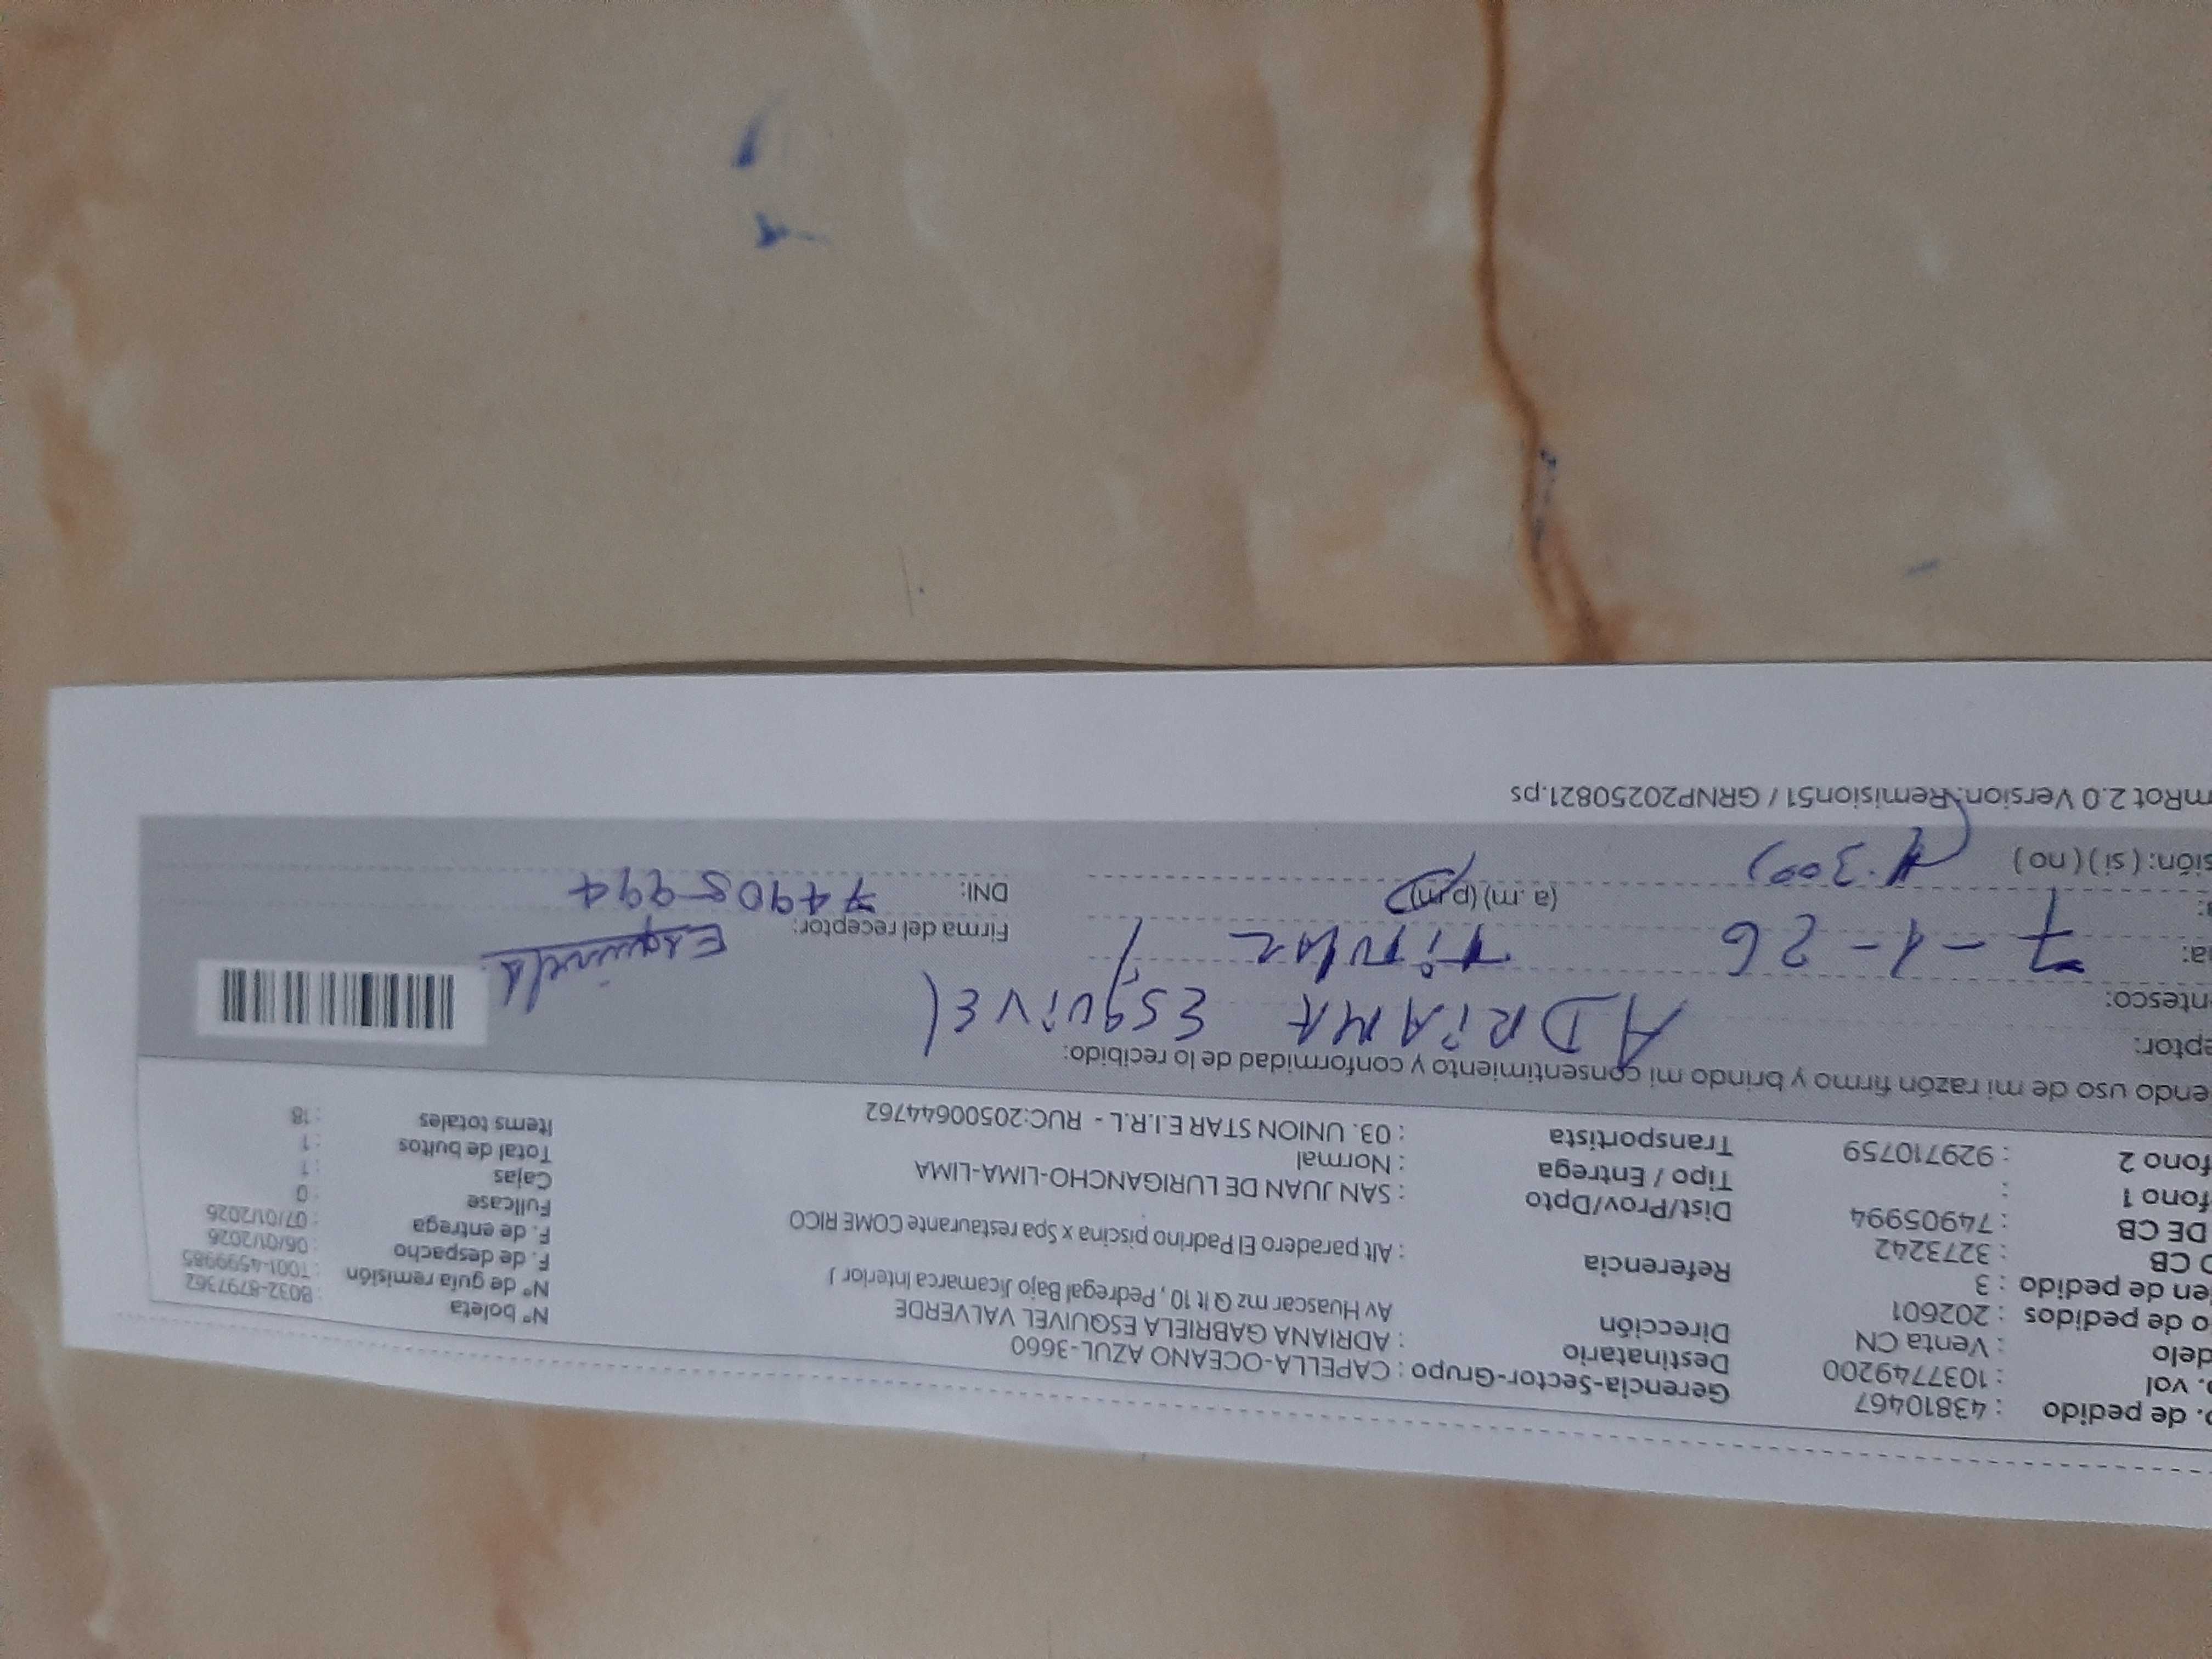 o. de pedido : 43810467 Gerencia-Sector-Grupo : CAPELLA-OCEANO AZUL-3660 N° boleta : B032-8797362
o. vol : 1037749200 Destinatario : ADRIANA GABRIELA ESQUIVEL VALVERDE N° de guía remisión : T001-4599985
delo : Venta CN Dirección Av Huascar mz Q lt 10 , Pedregal Bajo Jicamarca Interior J F. de despacho : 06/01/2026
o de pedidos : 202601 F. de entrega : 07/01/2026
en de pedido : 3 Referencia : Alt paradero El Padrino piscina x Spa restaurante COME RICO Fullcase : 0
O CB : 3273242 Dist/Prov/Dpto : SAN JUAN DE LURIGANCHO-LIMA-LIMA Cajas : 1
DE CB : 74905994 Tipo / Entrega : Normal Total de bultos : 1
fono 1 : Transportista : 03. UNION STAR E.I.R.L - RUC:20500644762 Items totales : 18
fono 2 : 929710759
endo uso de mi razón firmo y brindo mi consentimiento y conformidad de lo recibido:
eptor: ADRiANA ESquiVEl
ntesco: TiTulaR
a: 7-1-26 Firma del receptor: Esquivel
a: (a.m) (p.m) DNI: 74905994
sión: ( si ) ( no )
mRot 2.0 Version:Remision51 / GRNP20250821.ps